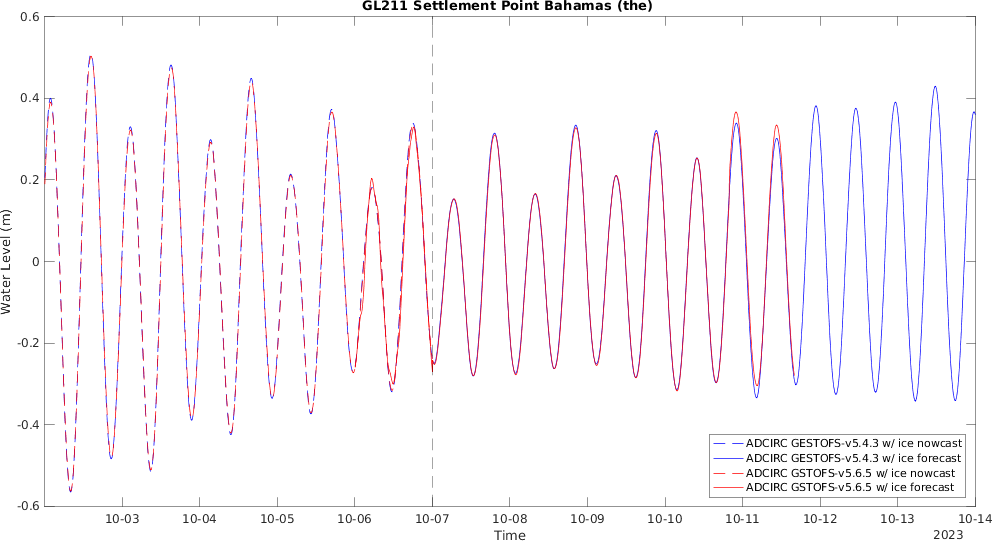 GL211 Settlement Point Bahamas (the)
0.6
0.4
0.2
0
-0.2
-0.4
-0.6
Water Level (m)
10-03
10-04
10-05
10-06
10-07
10-08
10-09
10-10
10-11
10-12
10-13
10-14
Time
2023
ADCIRC GESTOFS-v5.4.3 w/ ice nowcast
ADCIRC GESTOFS-v5.4.3 w/ ice forecast
ADCIRC GSTOFS-v5.6.5 w/ ice nowcast
ADCIRC GSTOFS-v5.6.5 w/ ice forecast